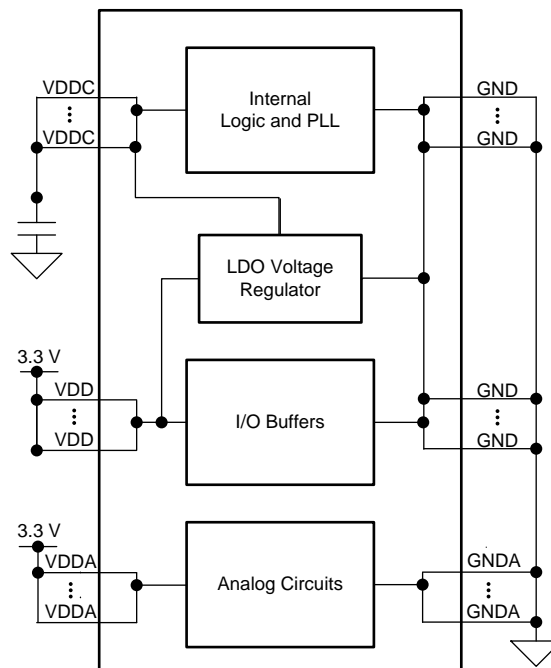 VDDC
VDDC
Internal
Logic and PLL
GND
GND
LDO Voltage
Regulator
3.3 V
VDD
VDD
I/O Buffers
GND
GND
3.3 V
VDDA
VDDA
Analog Circuits
GNDA
GNDA